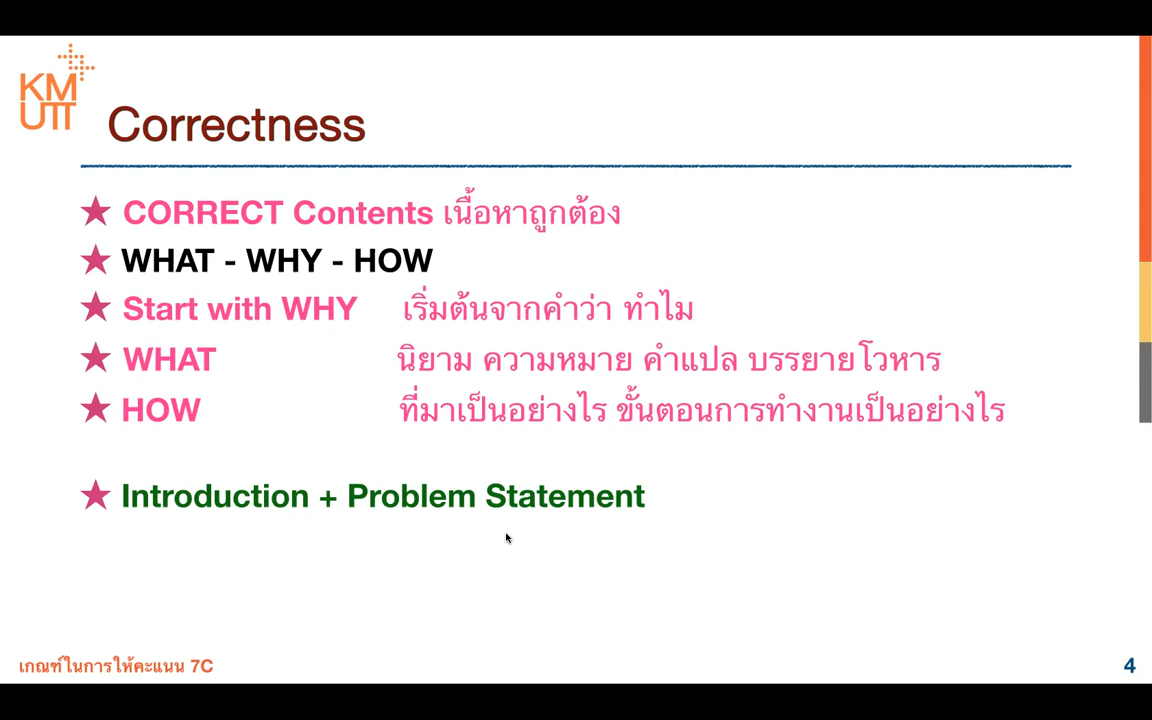 KM
UTT
Correctness
★ CORRECT Contents เนื้อหาถูกต้อง
★ WHAT - WHY - HOW
★ Start with WHY เริ่มต้นจากคำว่า ทำไม
★ WHAT นิยาม ความหมาย คำแปล บรรยายโวหาร
★ HOW ที่มาเป็นอย่างไร ขั้นตอนการทำงานเป็นอย่างไร
★ Introduction + Problem Statement
เกณฑ์ในการให้คะแนน 7C
4